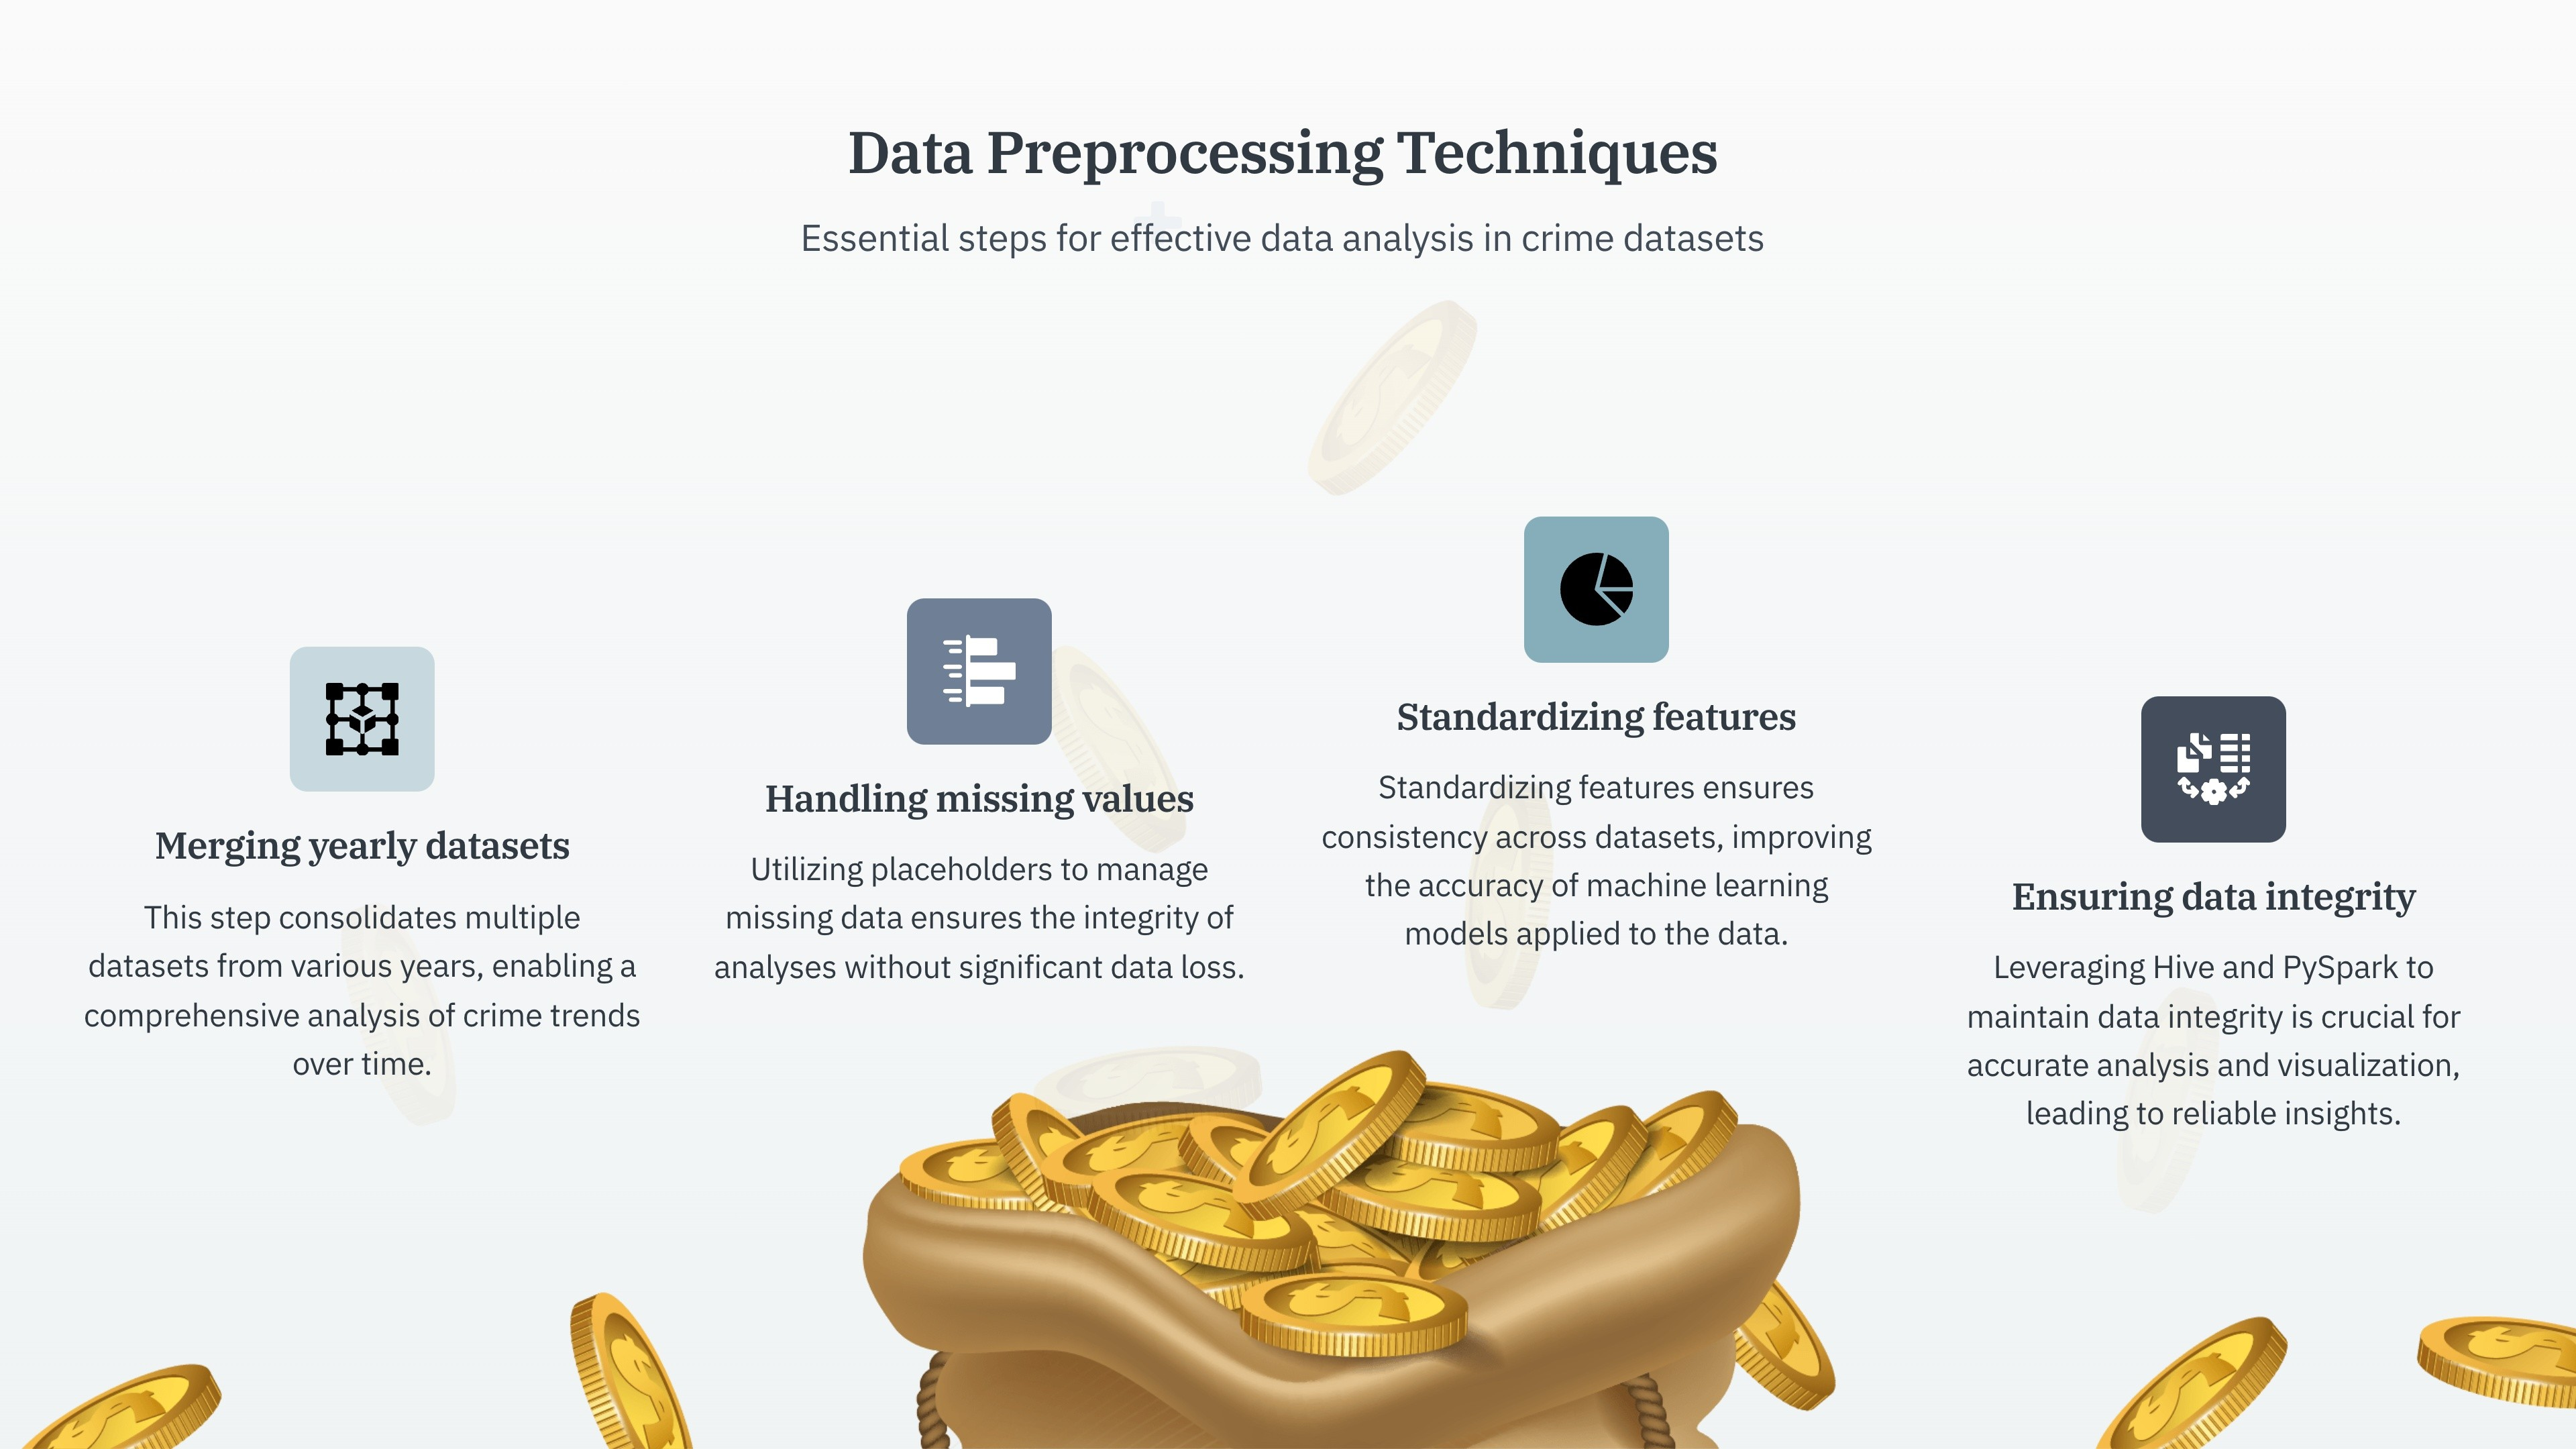 Data Preprocessing Techniques
Essential steps for effective data analysis in crime datasets
Merging yearly datasets
This step consolidates multiple
datasets from various years, enabling a
comprehensive analysis of crime trends
over time.
Handling missing values
Utilizing placeholders to manage
missing data ensures the integrity of
analyses without significant data loss.
Standardizing features
Standardizing features ensures
consistency across datasets, improving
the accuracy of machine learning
models applied to the data.
Ensuring data integrity
Leveraging Hive and PySpark to
maintain data integrity is crucial for
accurate analysis and visualization,
leading to reliable insights.